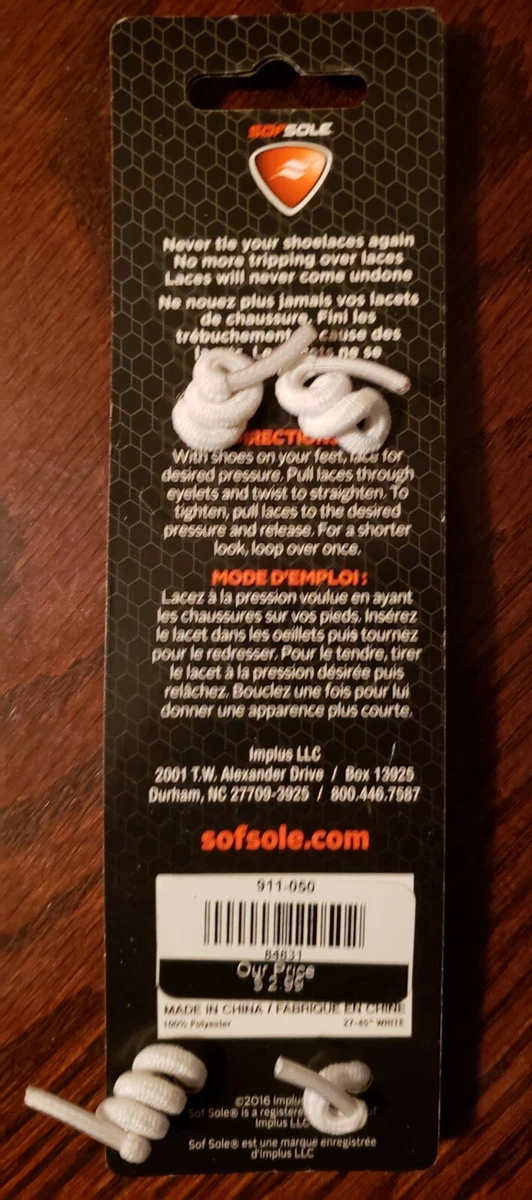 SOFSOLE
Never tie your shoelaces again
No more tripping over laces
Laces will never come undone
Ne nouez plus jamais vos lacets
de chaussure. Fini les
trébuchement cause des
ne se
With shoes on your feet, lace for
desired pressure. Pull laces through
eyelets and twist to straighten. To
tighten, pull laces to the desired
pressure and release. For a shorter
look, loop over once.
MODE D'EMPLOI:
Lacez à la pression voulue en ayant
les chaussures sur vos pieds. Insérez
le lacet dans les oeillets puis tournez
pour le redresser. Pour le tendre, tirer
le lacet à la pression désirée puis
relâchez. Bouclez une fois pour lui
donner une apparence plus courte.
Implus LLC
2001 T.W. Alexander Drive / Box 13925
Durham, NC 27709-3925 / 800.446.7587
sofsole.com
911-050
84831
Our Price
$2.99
MADE IN CHINA / FABRIQUE EN CHINE
100% Polyester 27-45" WHITE
©2016 Implus
Sof Sole® is a of
Implus LLC
Sof Sole® est une marque enregistrée
d'Implus LLC